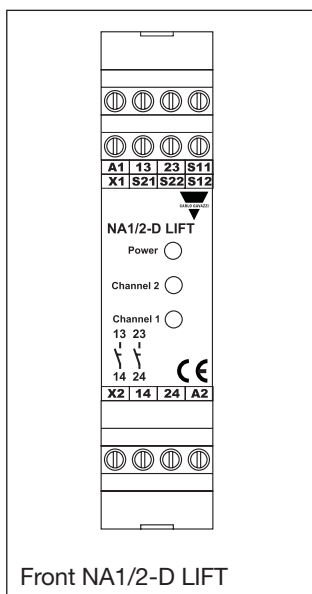 A1 13 23 S11
X1 S21 S22 S12
CARLO GAVAZZI
NA1/2-D LIFT
Power
Channel 2
Channel 1
13 23
14 24
CE
X2 14 24 A2
Front NA1/2-D LIFT